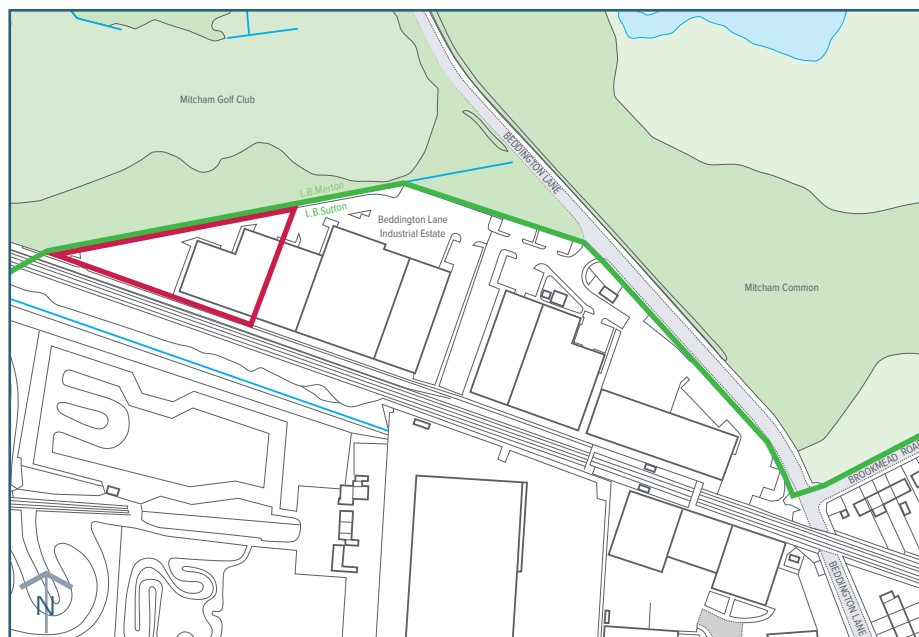 Mitcham Golf Club
BEDDINGTON LANE
L.B.Merton
L.B.Sutton
Beddington Lane
Industrial Estate
Mitcham Common
BROOKMEAD ROAD
BEDDINGTON LANE
N